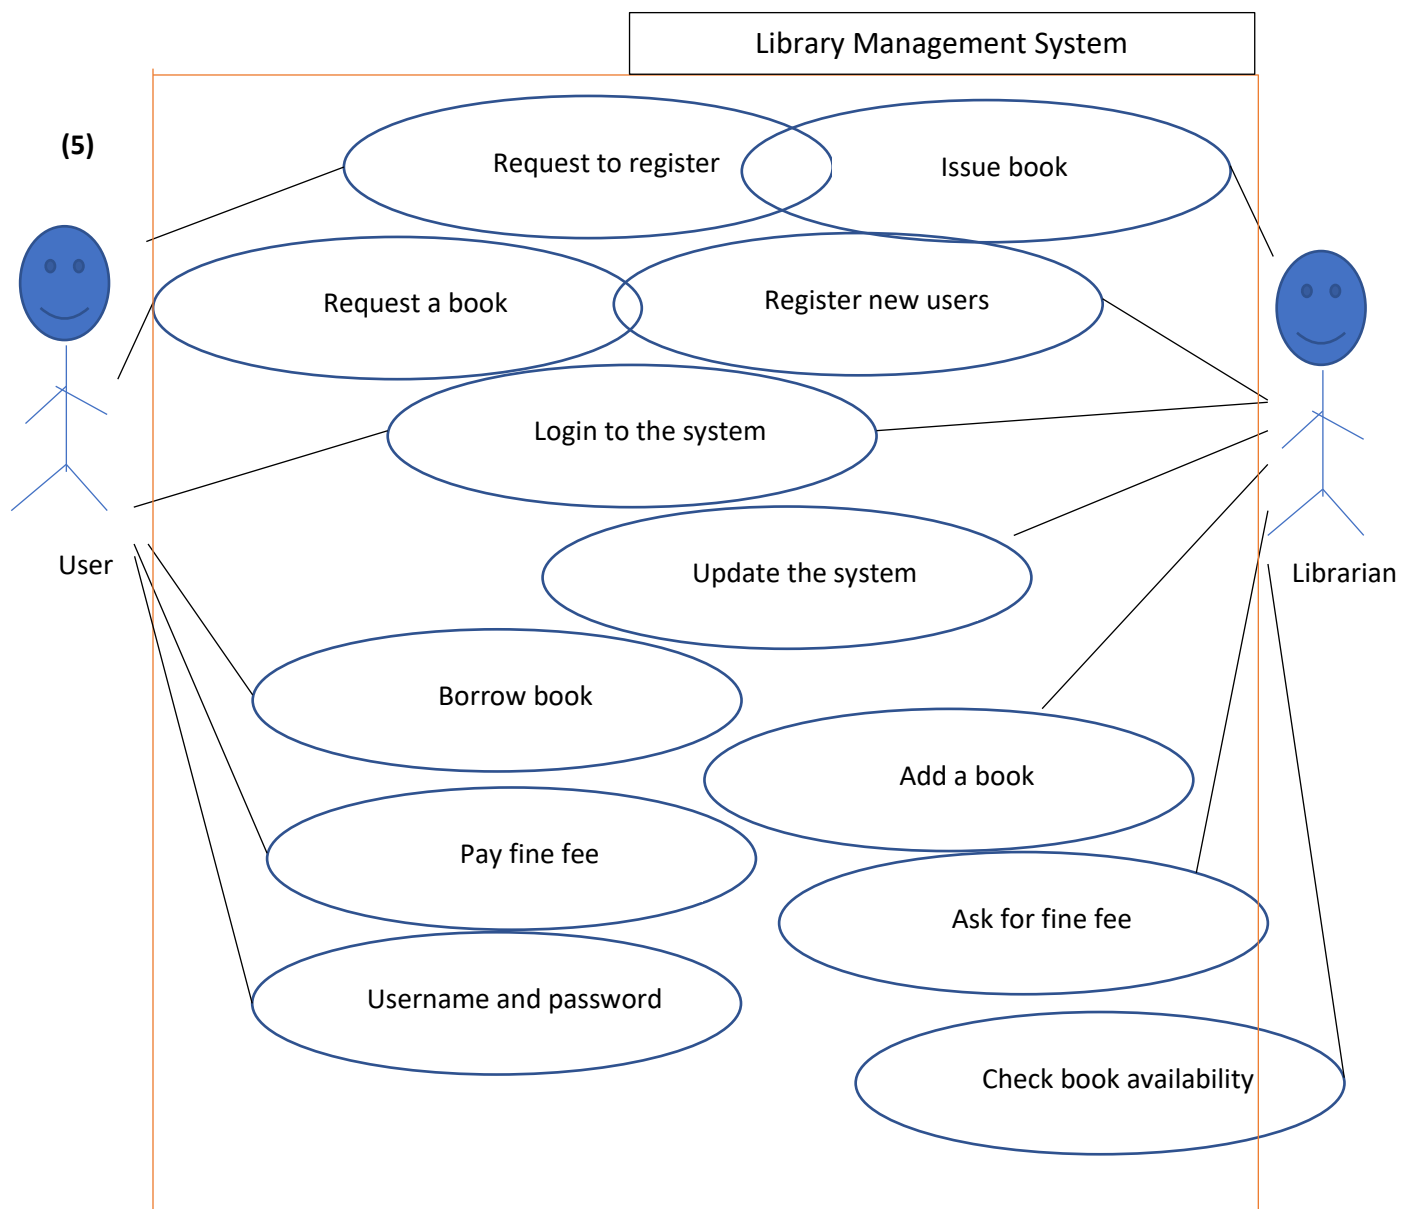 Library Management System
(5)
Request to register
Issue book
Request a book
Register new users
Login to the system
User
Update the system
Librarian
Borrow book
Add a book
Pay fine fee
Ask for fine fee
Username and password
Check book availability